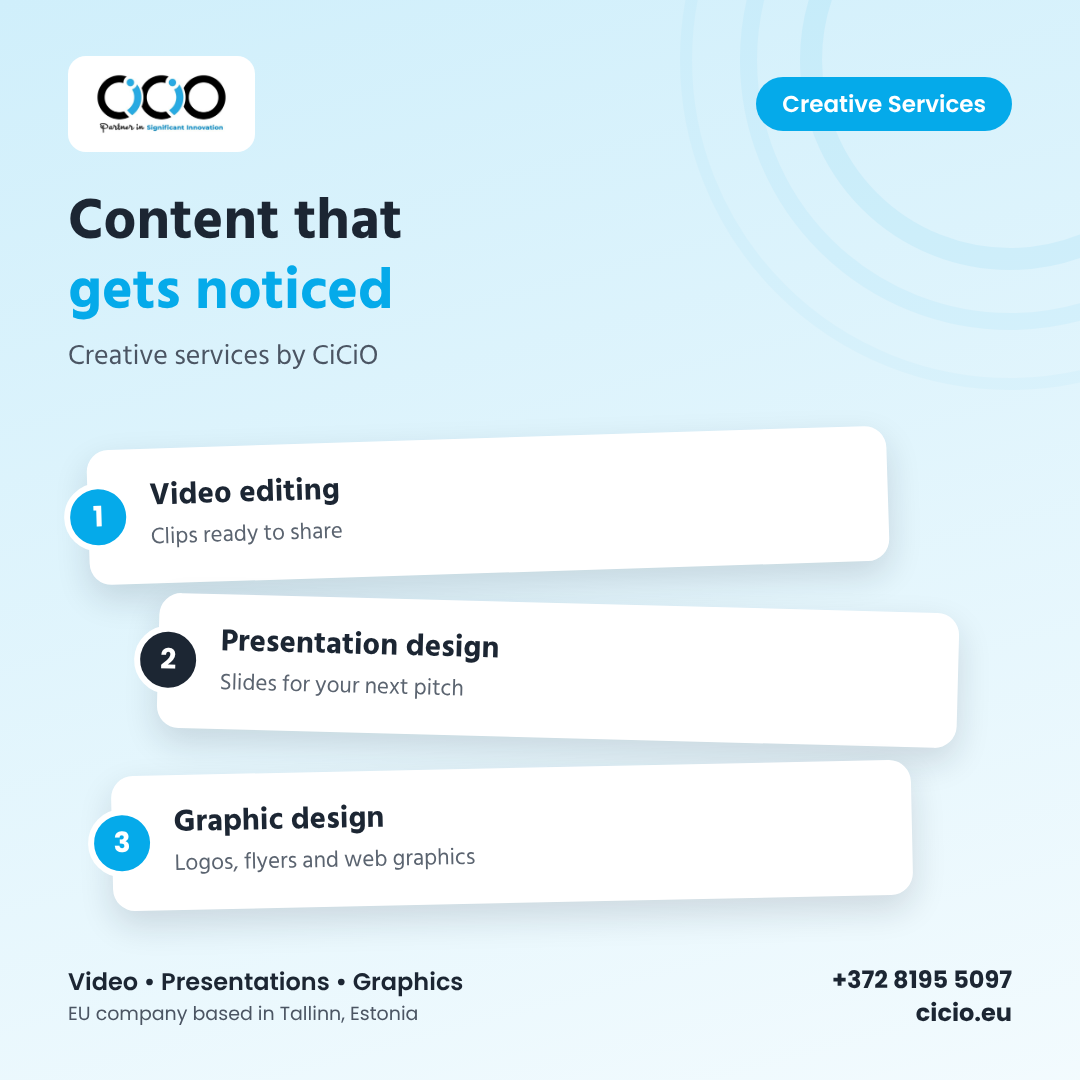 CiCiO
Partner in Significant Innovation
Creative Services
Content that
gets noticed
Creative services by CiCiO
1
Video editing
Clips ready to share
2
Presentation design
Slides for your next pitch
3
Graphic design
Logos, flyers and web graphics
Video • Presentations • Graphics
EU company based in Tallinn, Estonia
+372 8195 5097
cicio.eu